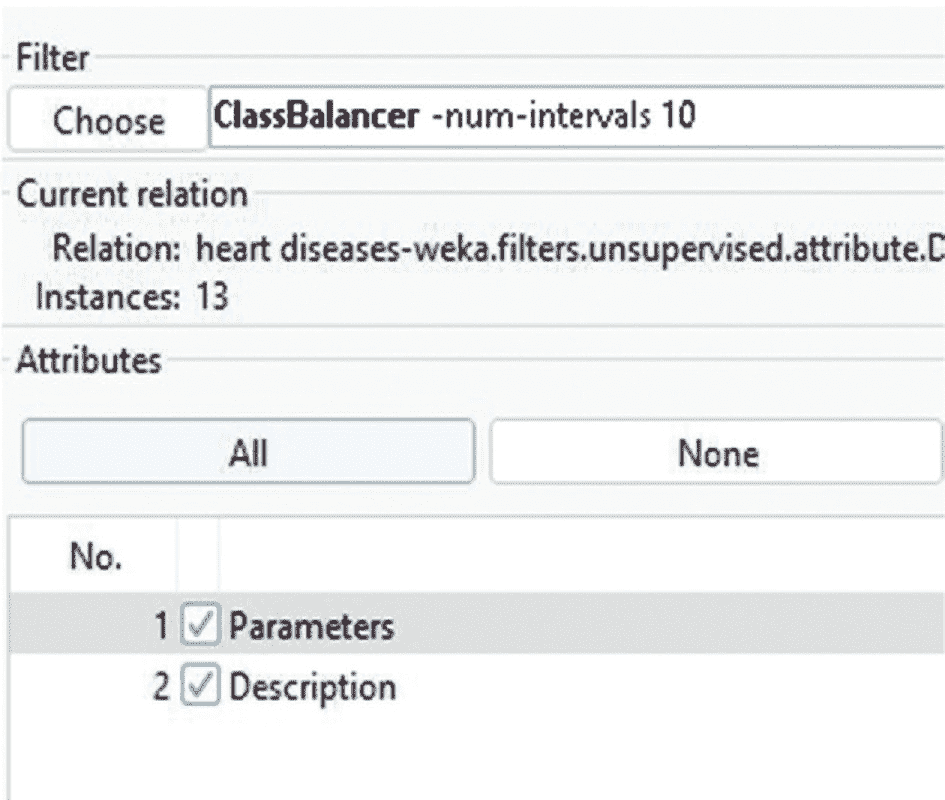 Filter
Choose ClassBalancer -num-intervals 10
Current relation
Relation: heart diseases-weka.filters.unsupervised.attribute.D
Instances: 13
Attributes
All None
No.
1 Parameters
2 Description